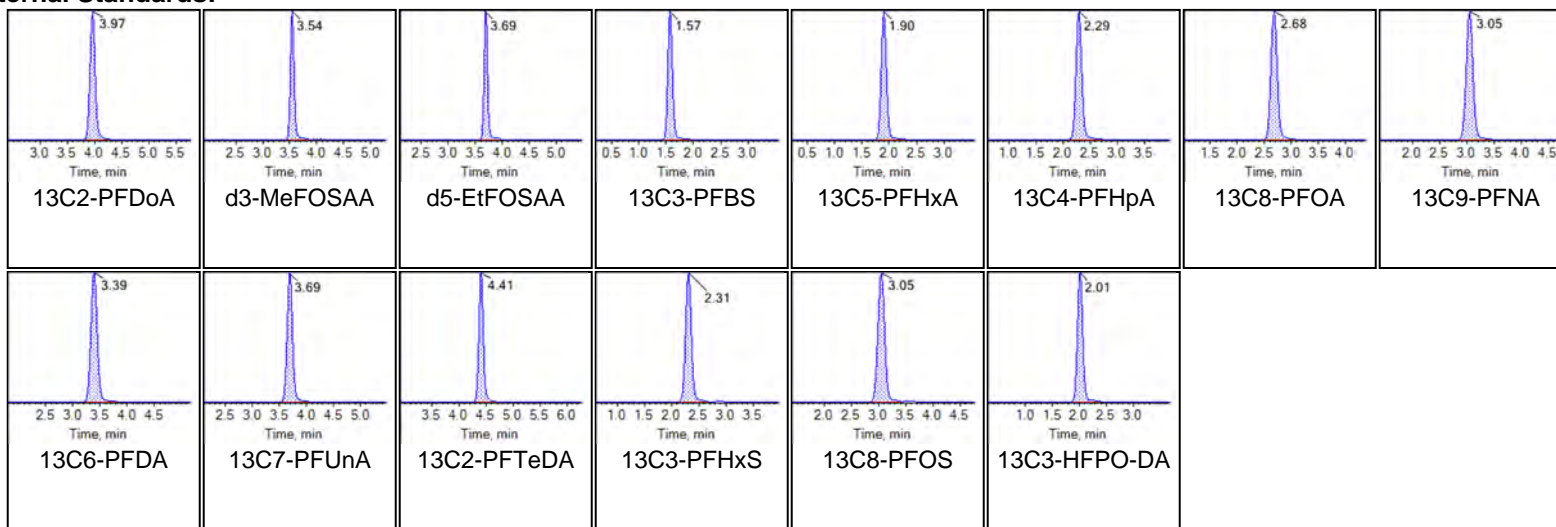 3.97 3.54 3.69 1.57 1.90 2.29 2.68 3.05
3.0 3.5 4.0 4.5 5.0 5.5 2.5 3.0 3.5 4.0 4.5 5.0 2.5 3.0 3.5 4.0 4.5 5.0 0.5 1.0 1.5 2.0 2.5 3.0 0.5 1.0 1.5 2.0 2.5 3.0 1.0 1.5 2.0 2.5 3.0 3.5 1.5 2.0 2.5 3.0 3.5 4.0 2.0 2.5 3.0 3.5 4.0 4.5
Time, min Time, min Time, min Time, min Time, min Time, min Time, min Time, min
13C2-PFDoA d3-MeFOSAA d5-EtFOSAA 13C3-PFBS 13C5-PFHxA 13C4-PFHpA 13C8-PFOA 13C9-PFNA
3.39 3.69 4.41 2.31 3.05 2.01
2.5 3.0 3.5 4.0 4.5 2.5 3.0 3.5 4.0 4.5 5.0 3.5 4.0 4.5 5.0 5.5 6.0 1.0 1.5 2.0 2.5 3.0 3.5 2.0 2.5 3.0 3.5 4.0 4.5 1.0 1.5 2.0 2.5 3.0
Time, min Time, min Time, min Time, min Time, min Time, min
13C6-PFDA 13C7-PFUnA 13C2-PFTeDA 13C3-PFHxS 13C8-PFOS 13C3-HFPO-DA